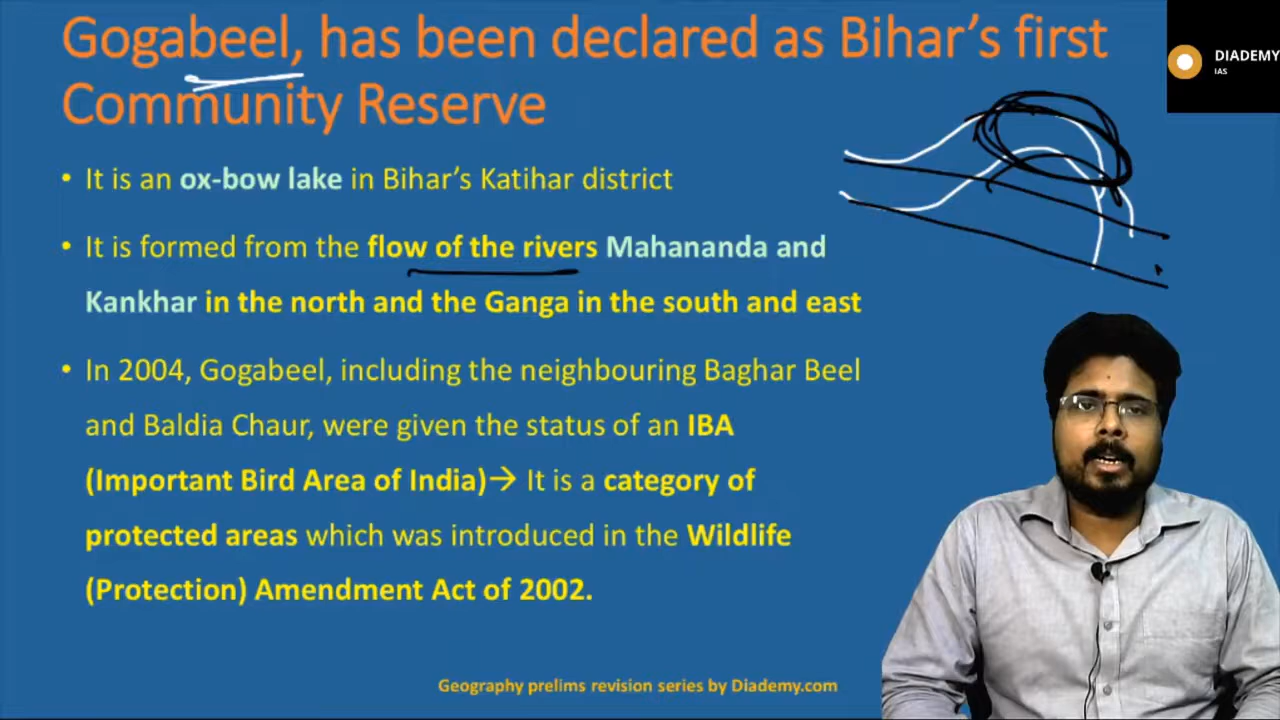 Gogabeel, has been declared as Bihar's first
Community Reserve
DIADEMY
IAS
• It is an ox-bow lake in Bihar's Katihar district
• It is formed from the flow of the rivers Mahananda and
Kankhar in the north and the Ganga in the south and east
• In 2004, Gogabeel, including the neighbouring Baghar Beel
and Baldia Chaur, were given the status of an IBA
(Important Bird Area of India)→ It is a category of
protected areas which was introduced in the Wildlife
(Protection) Amendment Act of 2002.
Geography prelims revision series by Diademy.com